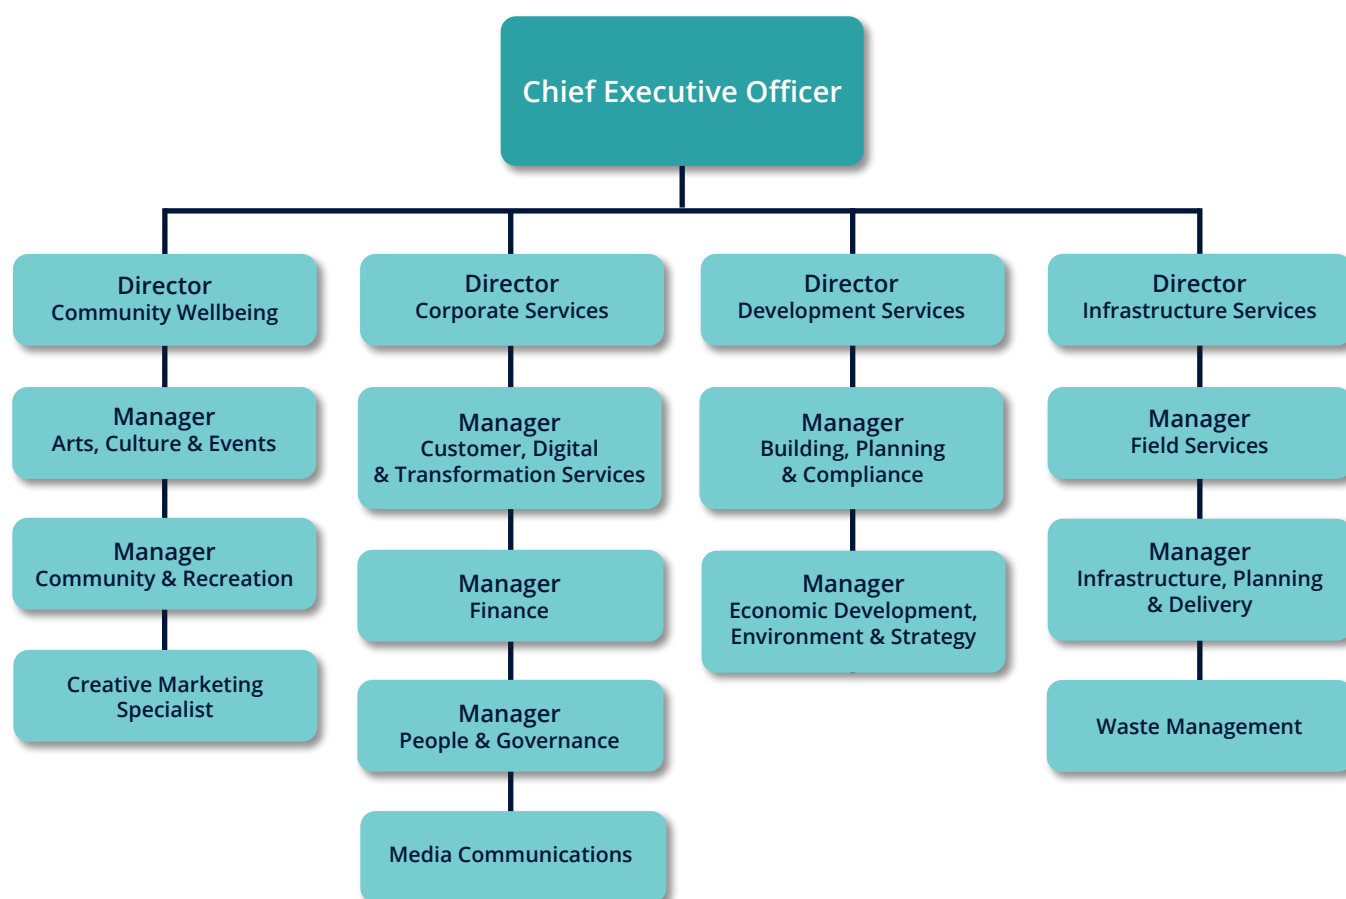 Chief Executive Officer
Director
Community Wellbeing
Manager
Arts, Culture & Events
Manager
Community & Recreation
Creative Marketing
Specialist
Director
Corporate Services
Manager
Customer, Digital
& Transformation Services
Manager
Finance
Manager
People & Governance
Media Communications
Director
Development Services
Manager
Building, Planning
& Compliance
Manager
Economic Development,
Environment & Strategy
Director
Infrastructure Services
Manager
Field Services
Manager
Infrastructure, Planning
& Delivery
Waste Management